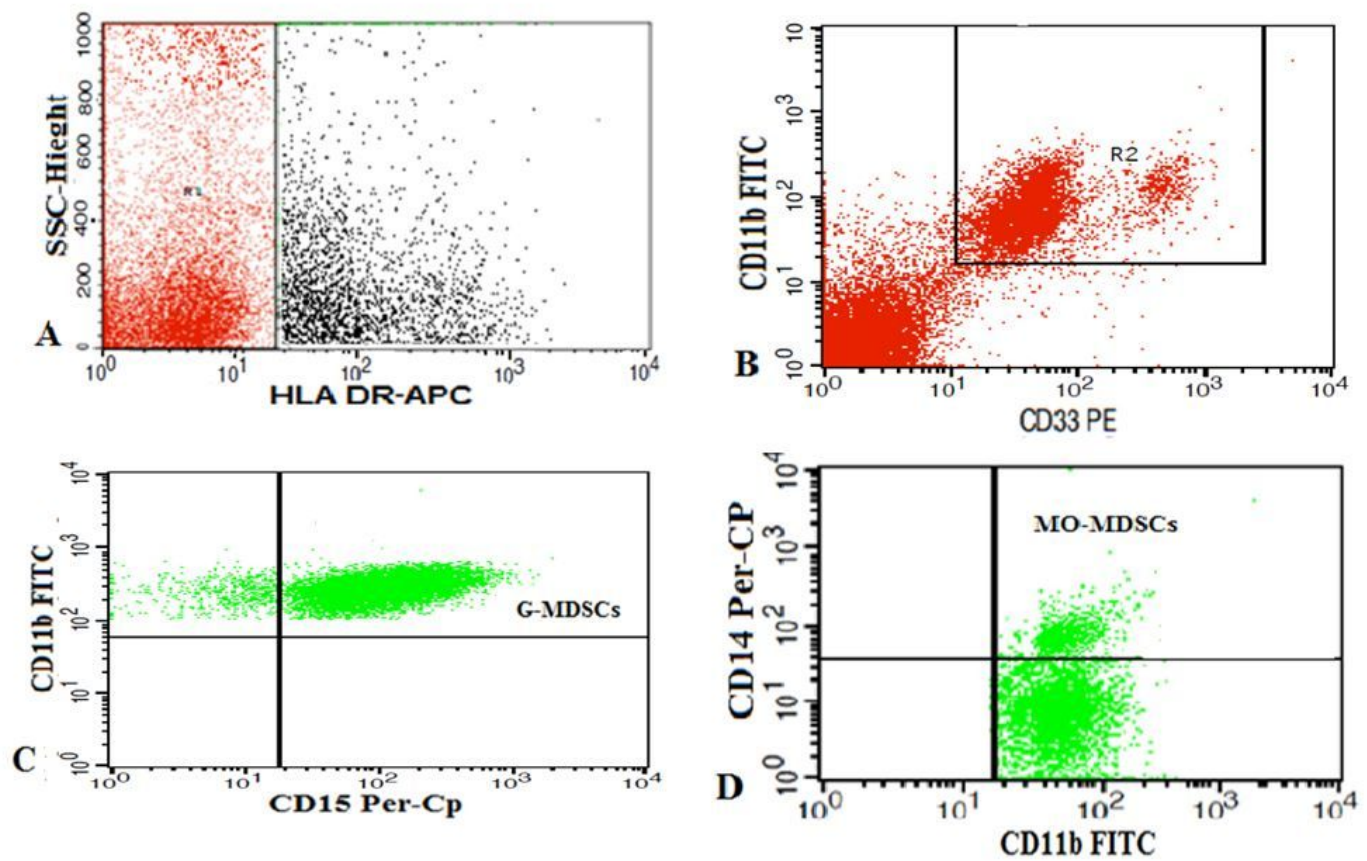 1000
800
600
400
200
0
SSC-Hieght
R1
A
10⁰ 10¹ 10² 10³ 10⁴
HLA DR-APC
10
10³
10²
10¹
10⁰
CD11b FITC
R2
B
10⁰ 10¹ 10² 10³ 10⁴
CD33 PE
10⁴
10³
10²
10¹
10⁰
CD11b FITC
G-MDSCs
C
10⁰ 10¹ 10² 10³ 10⁴
CD15 Per-Cp
10⁴
10³
10²
10¹
10⁰
CD14 Per-CP
MO-MDSCs
D
10⁰ 10¹ 10² 10³ 10⁴
CD11b FITC